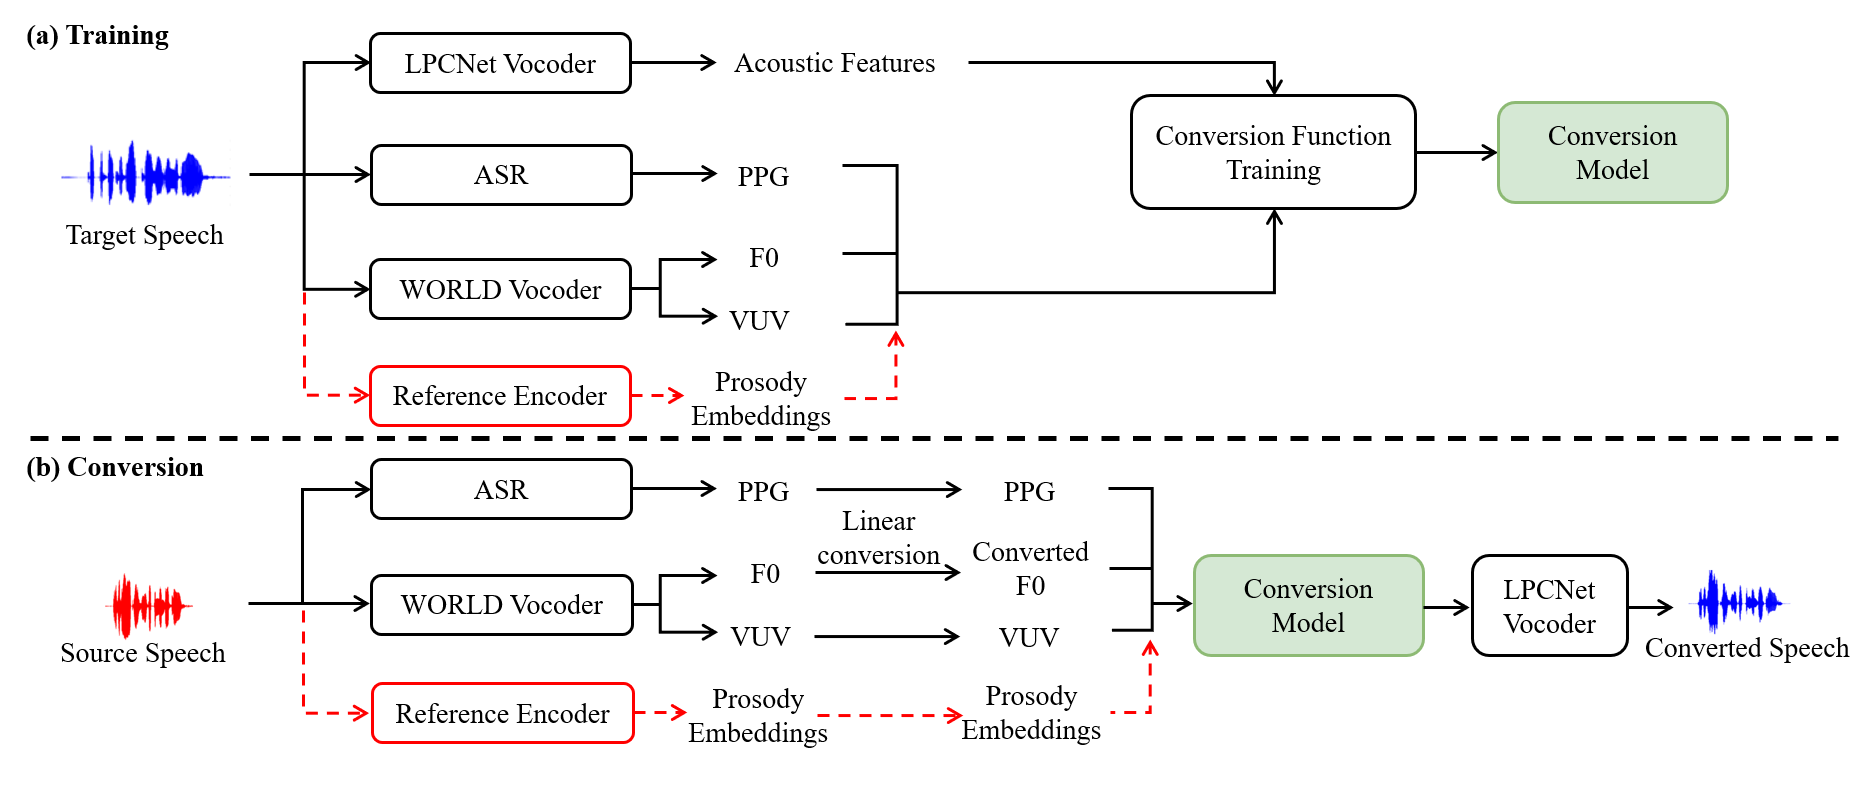 (a) Training
LPCNet Vocoder
Acoustic Features
Conversion Function
Training
Conversion
Model
ASR
PPG
Target Speech
F0
WORLD Vocoder
VUV
Reference Encoder
Prosody
Embeddings
(b) Conversion
ASR
PPG
PPG
Linear
conversion
F0
Converted
F0
WORLD Vocoder
VUV
VUV
Source Speech
Conversion
Model
LPCNet
Vocoder
Converted Speech
Reference Encoder
Prosody
Embeddings
Prosody
Embeddings